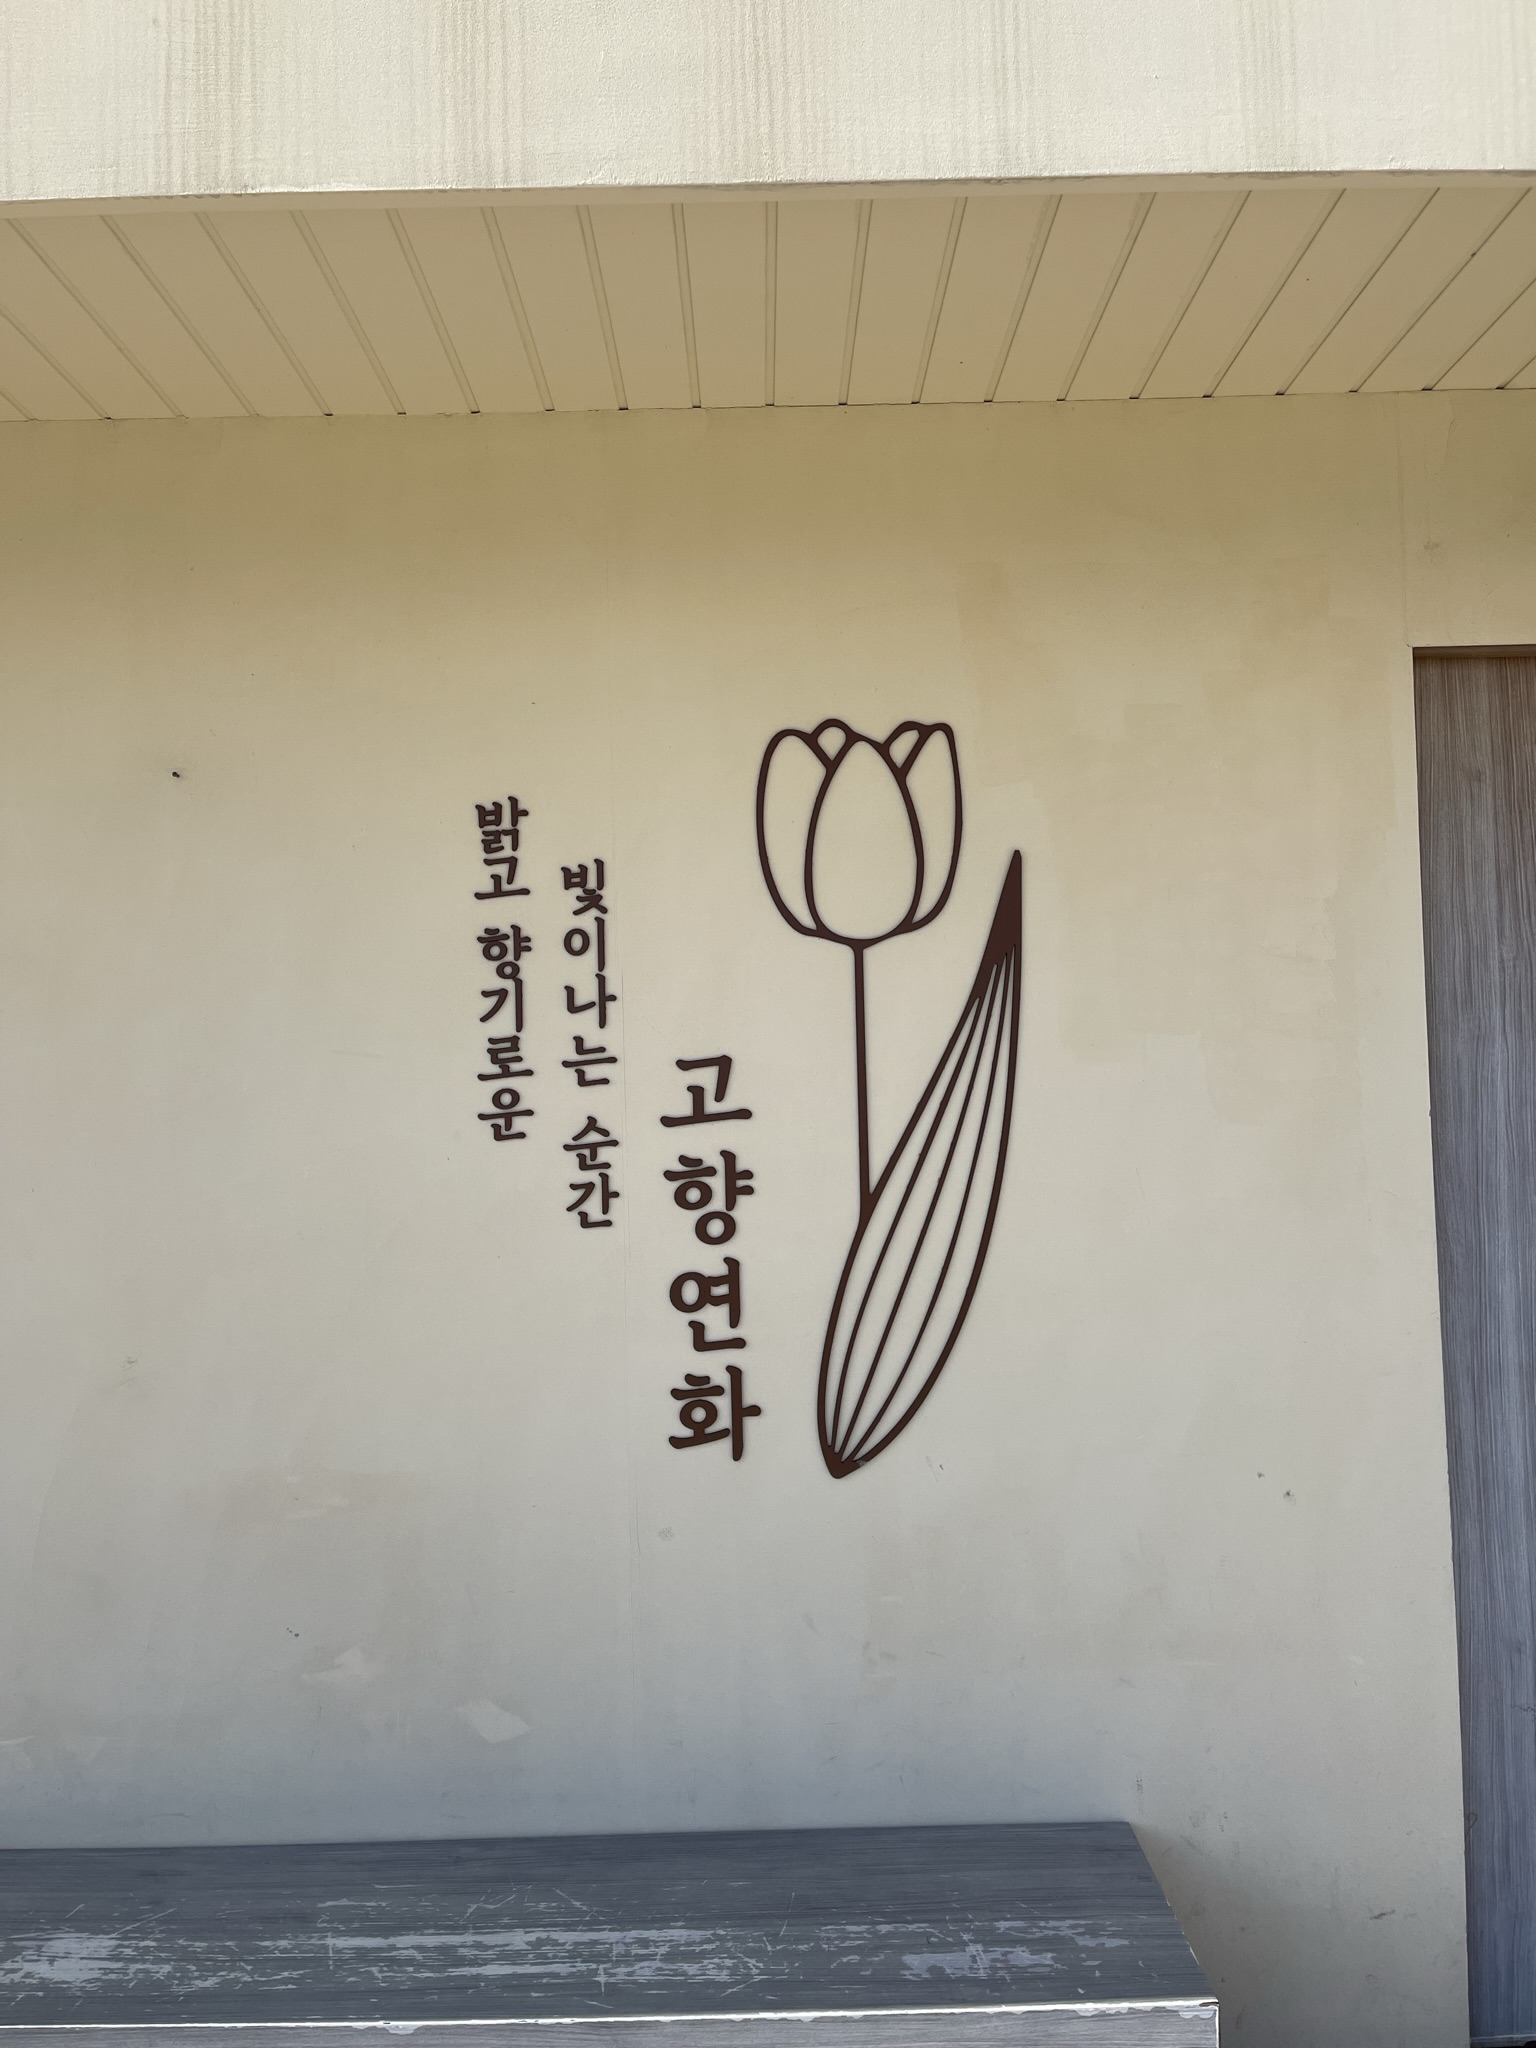 밝고 향기로운
빛이나는 순간
고향연화